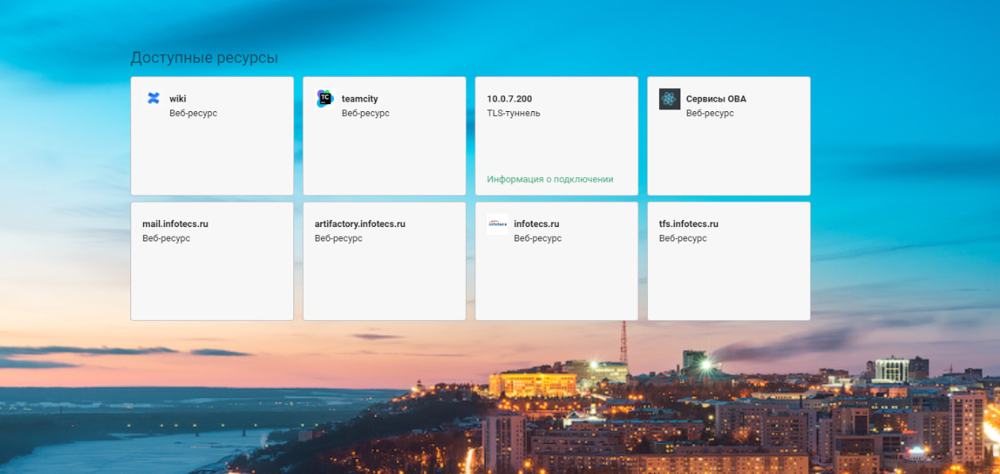 Доступные ресурсы
wiki
Веб-ресурс
TC
teamcity
Веб-ресурс
10.0.7.200
TLS-туннель
Информация о подключении
Сервисы ОВА
Веб-ресурс
mail.infotecs.ru
Веб-ресурс
artifactory.infotecs.ru
Веб-ресурс
infotecs
infotecs.ru
Веб-ресурс
tfs.infotecs.ru
Веб-ресурс